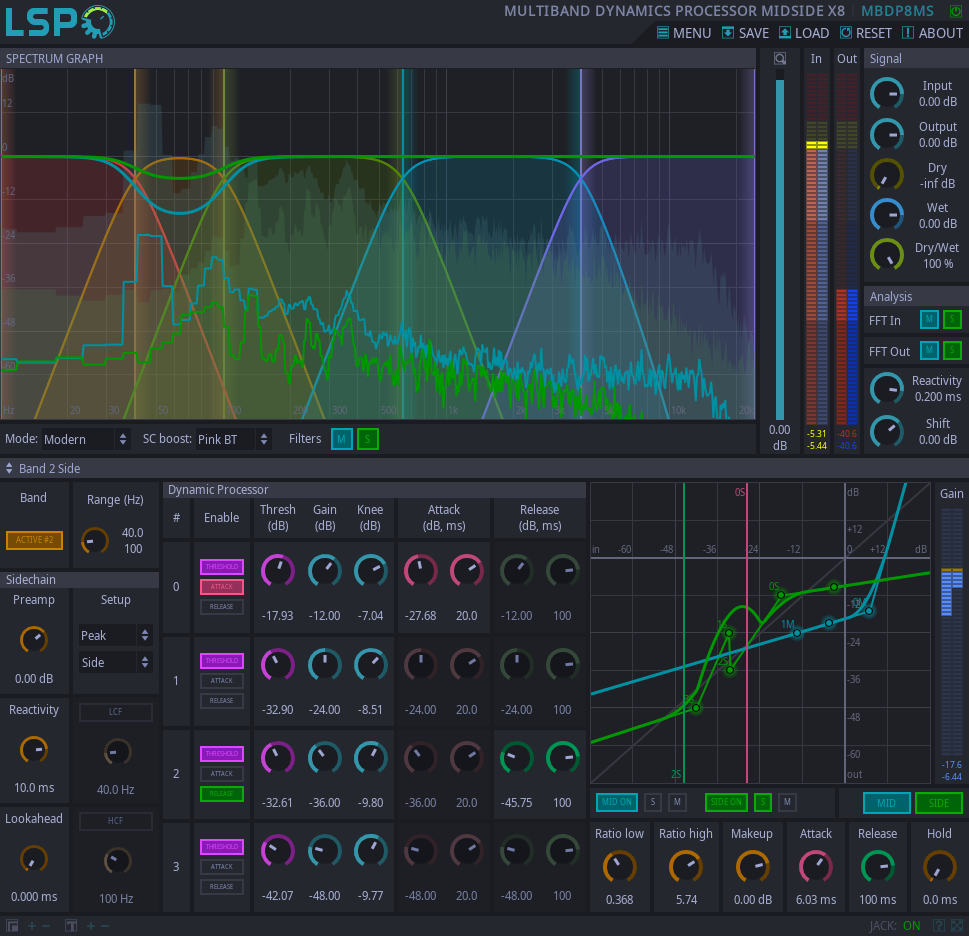 LSP
MULTIBAND DYNAMICS PROCESSOR MIDSIDE X8 MBDP8MS
MENU SAVE LOAD RESET ABOUT
SPECTRUM GRAPH
In Out
Signal
dB
12
0
-12
-24
-36
-48
Hz 20 30 50 100 200 300 500 1k 2k 3k 10k 20k
Input
0.00 dB
Output
0.00 dB
Dry
-inf dB
Wet
0.00 dB
Dry/Wet
100 %
Analysis
FFT In M S
FFT Out M S
Reactivity
0.200 ms
Shift
0.00 dB
0.00
dB
-5.31 -40.6
-5.44 -40.6
Mode: Modern SC boost: Pink BT Filters M S
Band 2 Side
Band
ACTIVE #2
Range (Hz)
40.0
100
Sidechain
Preamp
0.00 dB
Setup
Peak
Side
Reactivity
10.0 ms
LCF
40.0 Hz
Lookahead
0.000 ms
HCF
100 Hz
Dynamic Processor
# Enable Thresh (dB) Gain (dB) Knee (dB) Attack (dB, ms) Release (dB, ms)
0 THRESHOLD ATTACK RELEASE
-17.93 -12.00 -7.04 -27.68 20.0 -12.00 100
1 THRESHOLD ATTACK RELEASE
-32.90 -24.00 -8.51 -24.00 20.0 -24.00 100
2 THRESHOLD ATTACK RELEASE
-32.61 -36.00 -9.80 -36.00 20.0 -45.75 100
3 THRESHOLD ATTACK RELEASE
-42.07 -48.00 -9.77 -48.00 20.0 -48.00 100
0S
dB
+12
in -60 -48 -36 -24 -12 0 +12 dB
0S
-12
1M
-24
2S
-36
-48
-60
2S
out
Gain
-17.6
-6.44
MID ON S M SIDE ON S M MID SIDE
Ratio low
0.368
Ratio high
5.74
Makeup
0.00 dB
Attack
6.03 ms
Release
100 ms
Hold
0.0 ms
JACK: ON